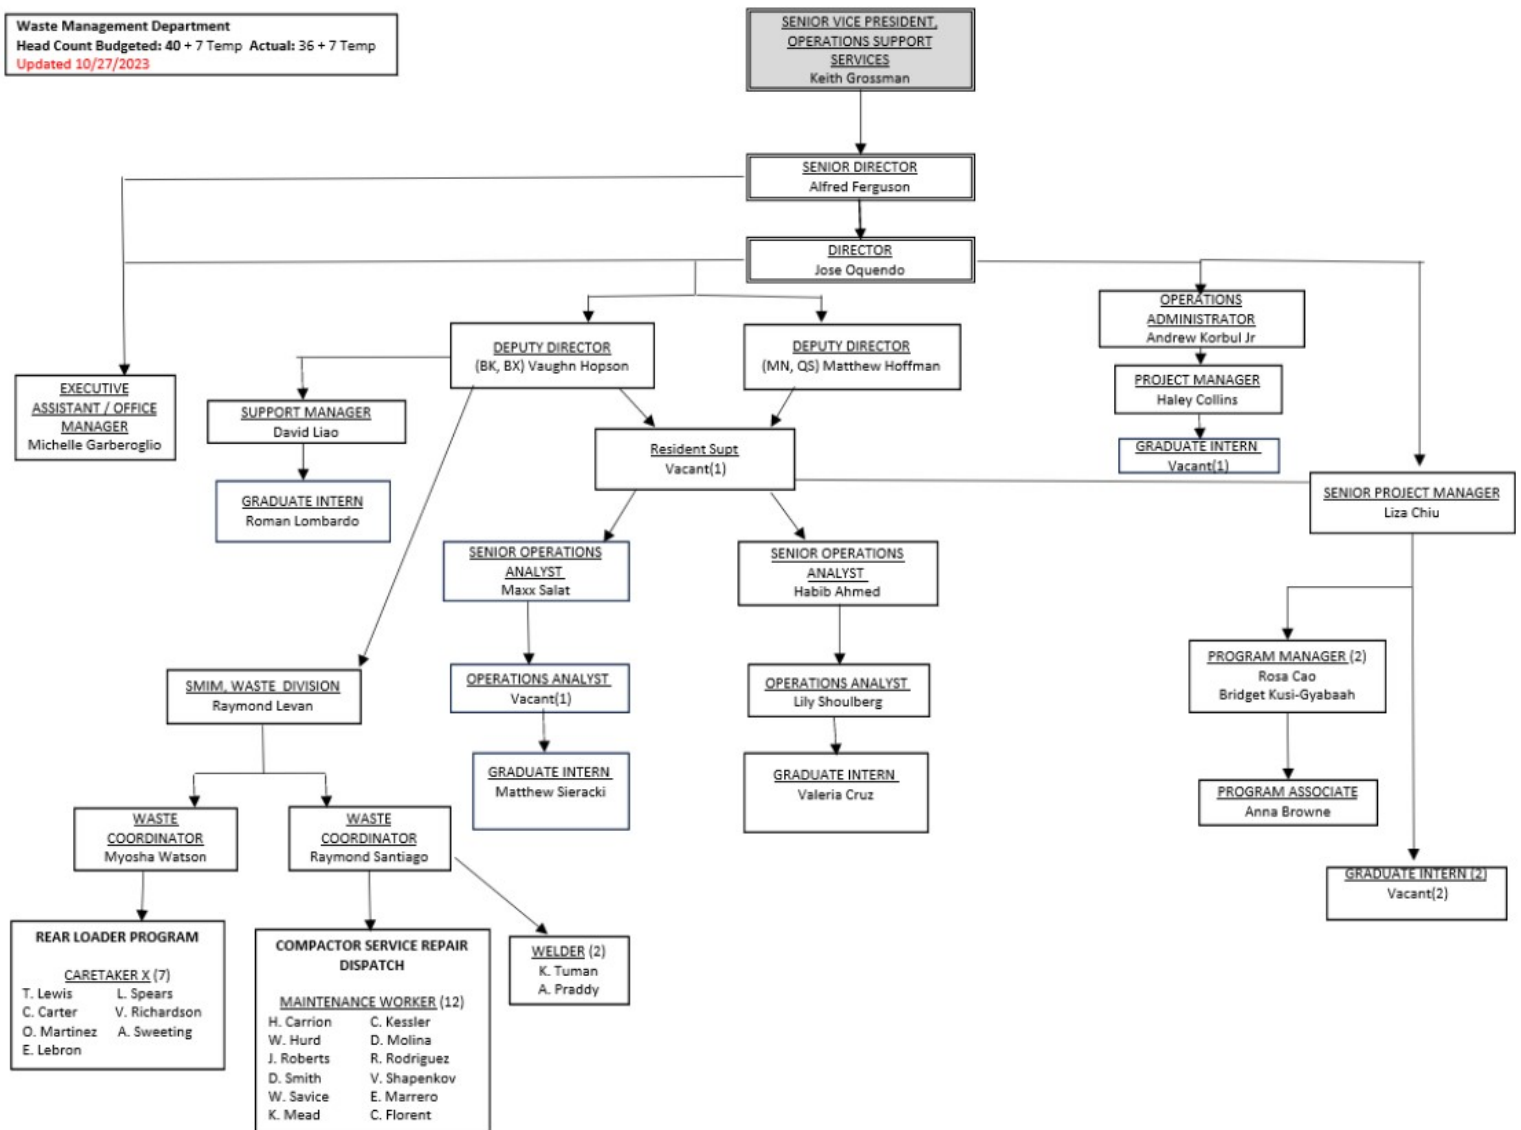 Waste Management Department
Head Count Budgeted: 40 + 7 Temp Actual: 36 + 7 Temp
Updated 10/27/2023
SENIOR VICE PRESIDENT,
OPERATIONS SUPPORT
SERVICES
Keith Grossman
SENIOR DIRECTOR
Alfred Ferguson
DIRECTOR
Jose Oquendo
OPERATIONS
ADMINISTRATOR
Andrew Korbul Jr
DEPUTY DIRECTOR
(BK, BX) Vaughn Hopson
DEPUTY DIRECTOR
(MN, QS) Matthew Hoffman
PROJECT MANAGER
Haley Collins
EXECUTIVE
ASSISTANT / OFFICE
MANAGER
Michelle Garberoglio
SUPPORT MANAGER
David Liao
Resident Supt
Vacant(1)
GRADUATE INTERN
Vacant(1)
GRADUATE INTERN
Roman Lombardo
SENIOR PROJECT MANAGER
Liza Chiu
SENIOR OPERATIONS
ANALYST
Maxx Salat
SENIOR OPERATIONS
ANALYST
Habib Ahmed
SMIM, WASTE DIVISION
Raymond Levan
OPERATIONS ANALYST
Vacant(1)
OPERATIONS ANALYST
Lily Shoulberg
PROGRAM MANAGER (2)
Rosa Cao
Bridget Kusi-Gyabaah
GRADUATE INTERN
Matthew Sieracki
GRADUATE INTERN
Valeria Cruz
PROGRAM ASSOCIATE
Anna Browne
WASTE
COORDINATOR
Myosha Watson
WASTE
COORDINATOR
Raymond Santiago
GRADUATE INTERN (2)
Vacant(2)
REAR LOADER PROGRAM
CARETAKER X (7)
T. Lewis L. Spears
C. Carter V. Richardson
O. Martinez A. Sweeting
E. Lebron
COMPACTOR SERVICE REPAIR
DISPATCH
MAINTENANCE WORKER (12)
H. Carrion C. Kessler
W. Hurd D. Molina
J. Roberts R. Rodriguez
D. Smith V. Shapenkov
W. Savice E. Marrero
K. Mead C. Florent
WELDER (2)
K. Tuman
A. Praddy